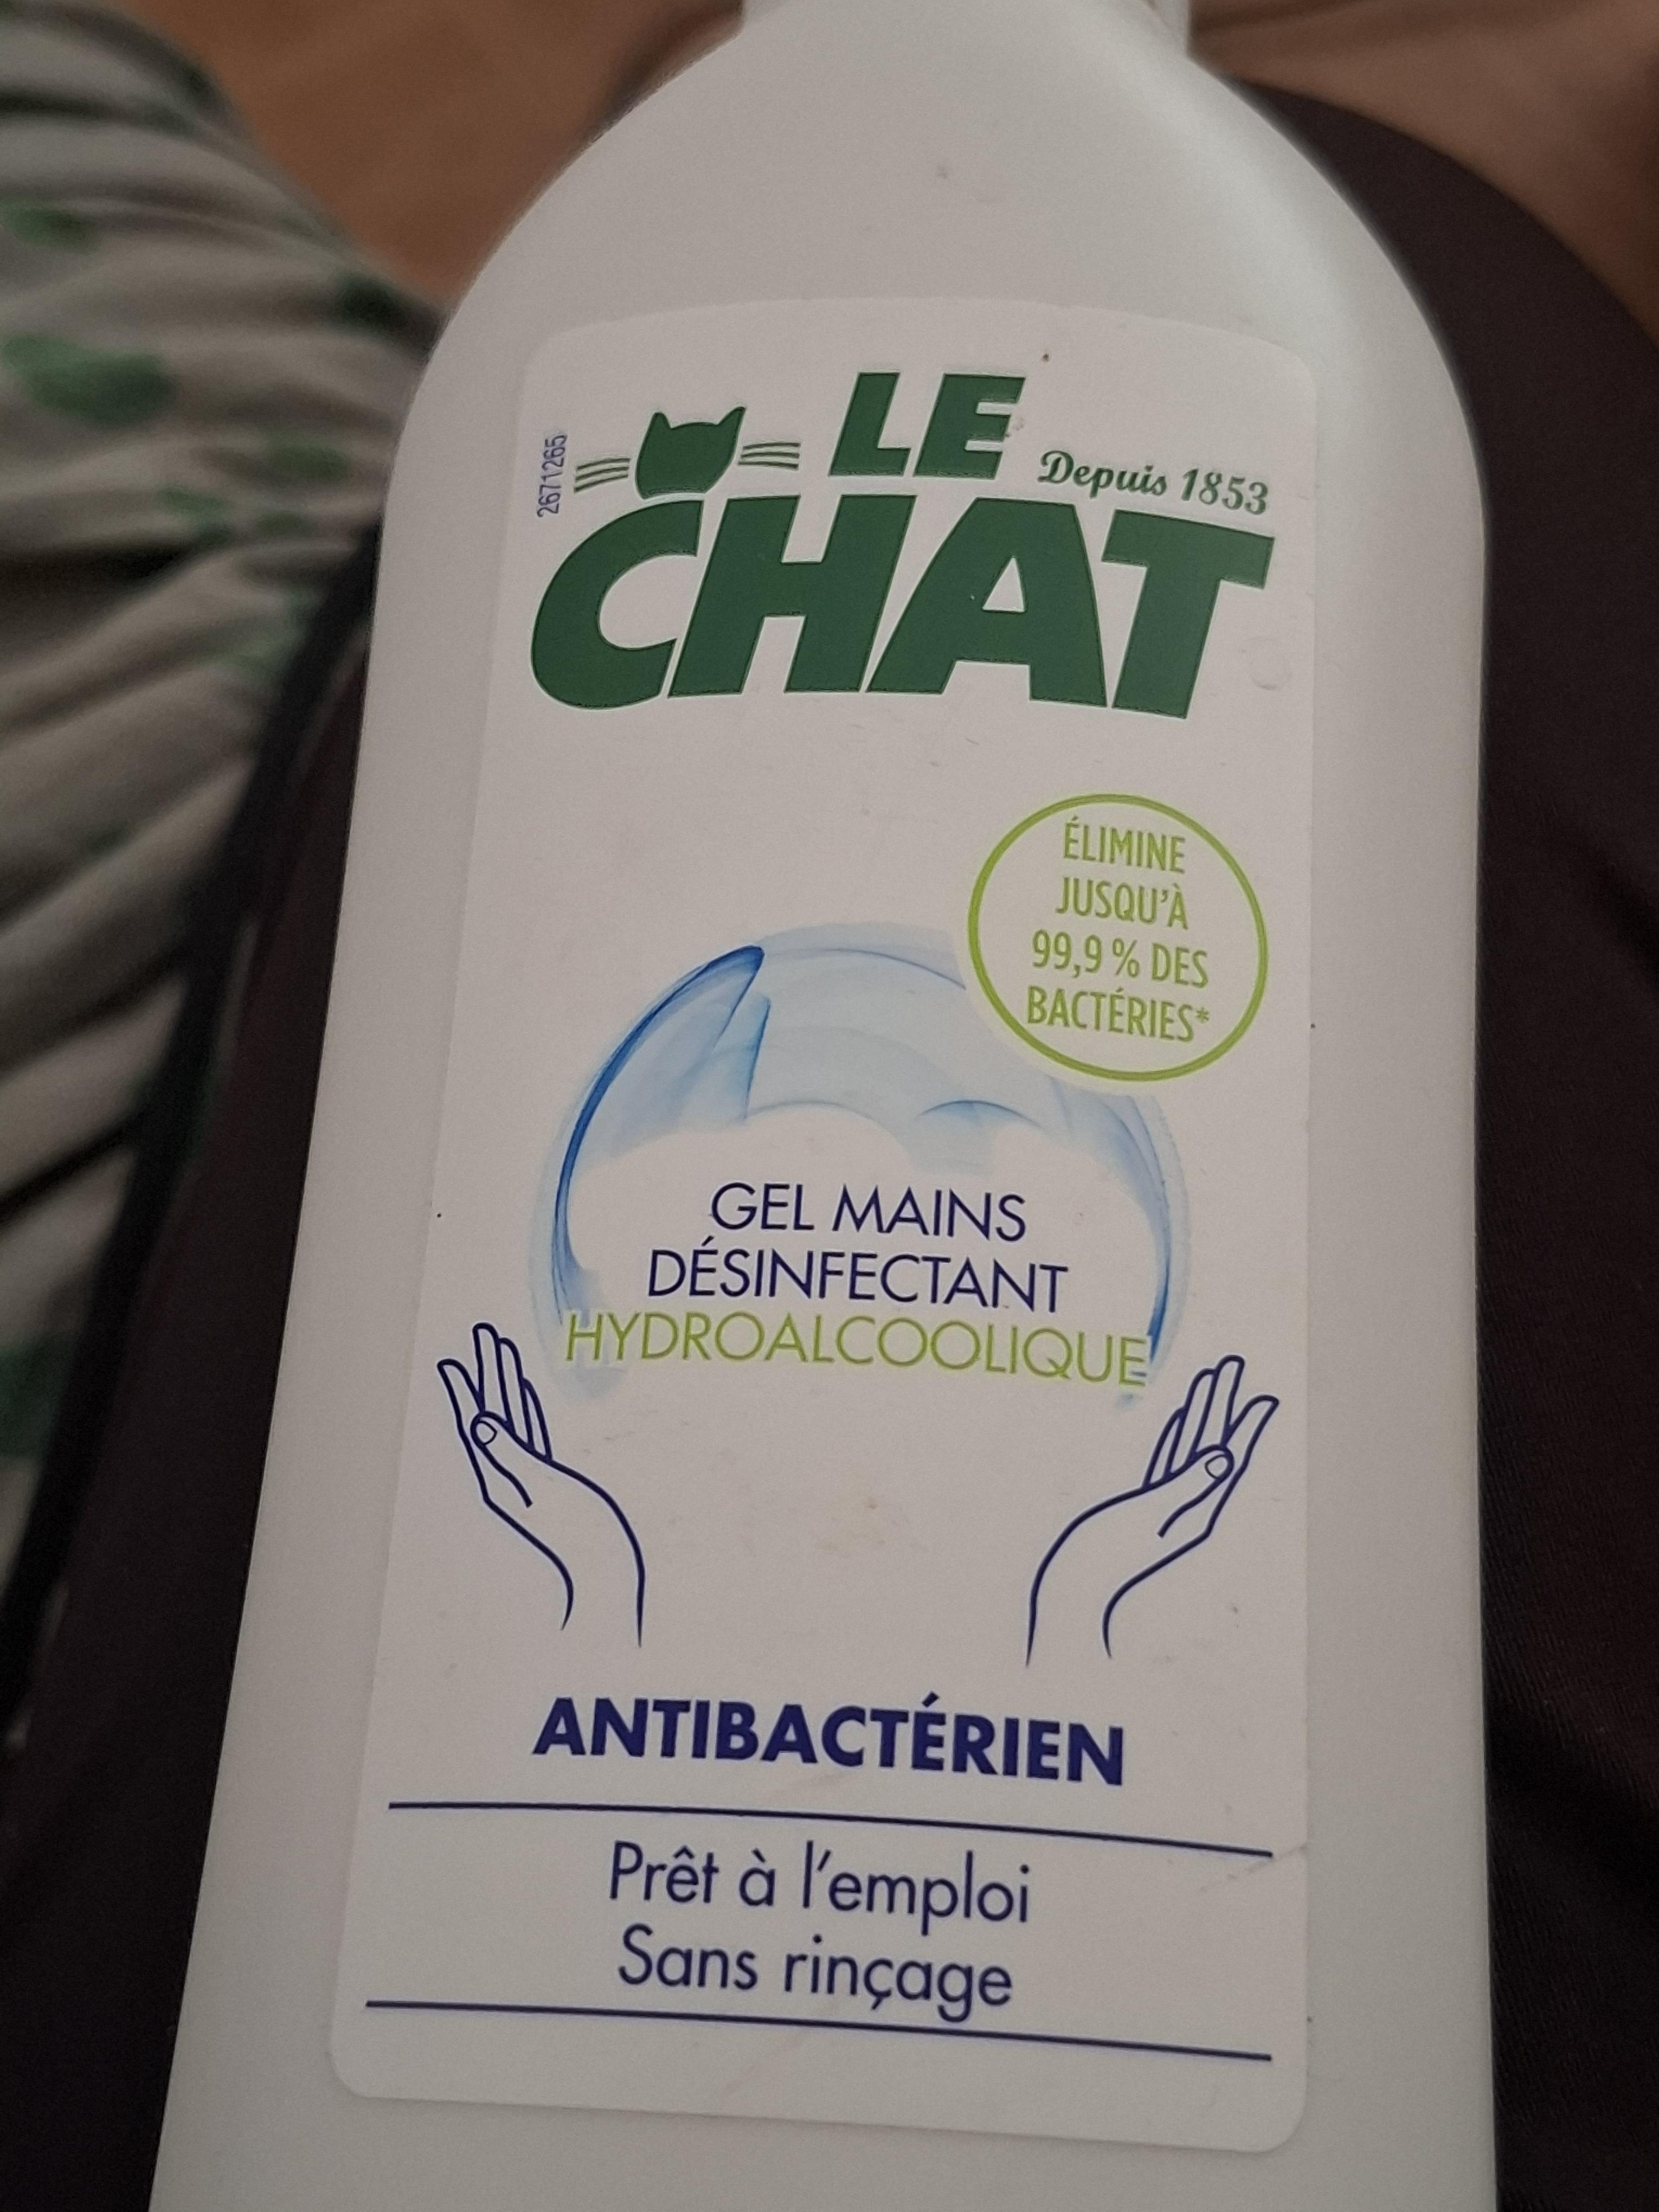 2671265
LE
Depuis 1853
CHAT
ÉLIMINE
JUSQU'À
99,9 % DES
BACTÉRIES*
GEL MAINS
DÉSINFECTANT
HYDROALCOOLIQUE
ANTIBACTÉRIEN
Prêt à l'emploi
Sans rinçage